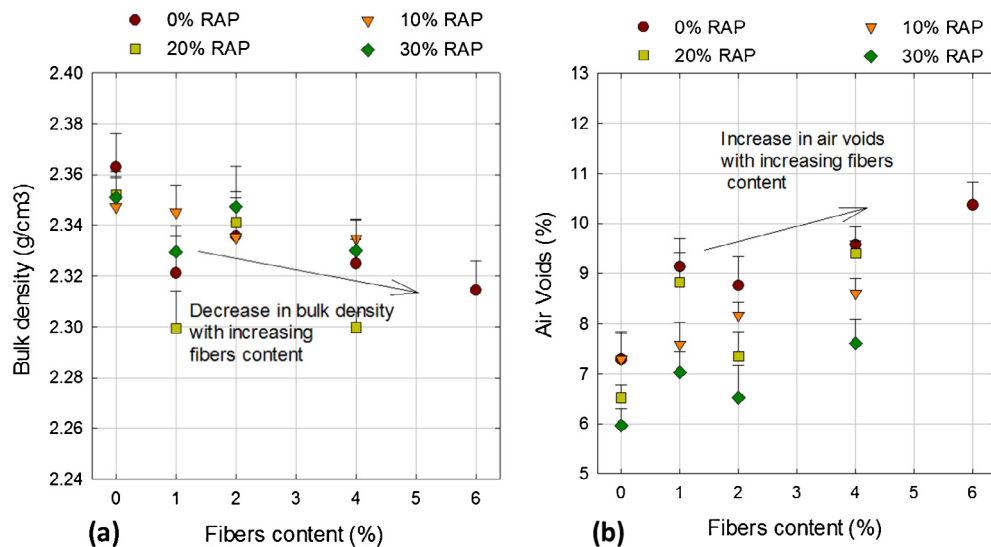 0% RAP 10% RAP
20% RAP 30% RAP
2.40
2.38
2.36
2.34
2.32
2.30
2.28
2.26
2.24
Bulk density (g/cm3)
Decrease in bulk density
with increasing
fibers content
0 1 2 3 4 5 6
(a) Fibers content (%)
0% RAP 10% RAP
20% RAP 30% RAP
13
12
11
10
9
8
7
6
5
Air Voids (%)
Increase in air voids
with increasing fibers
content
0 1 2 3 4 5 6
(b) Fibers content (%)